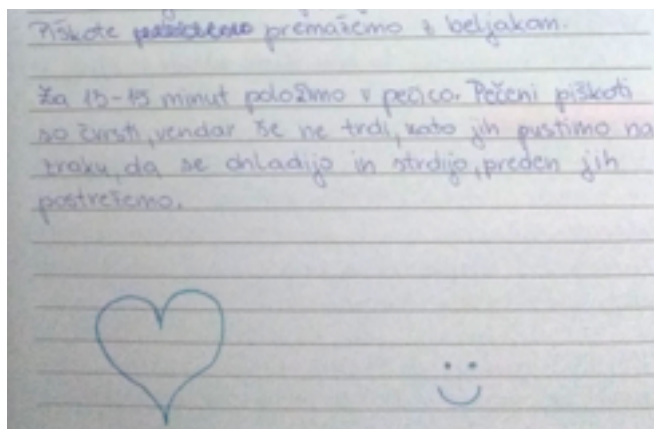 Piškote premažemo z beljakom.
Za 13-15 minut položimo v pečico. Pečeni piškoti
so čvrsti, vendar še ne trdi, zato jih pustimo na
zraku, da se ohladijo in strdijo, preden jih
postrežemo.